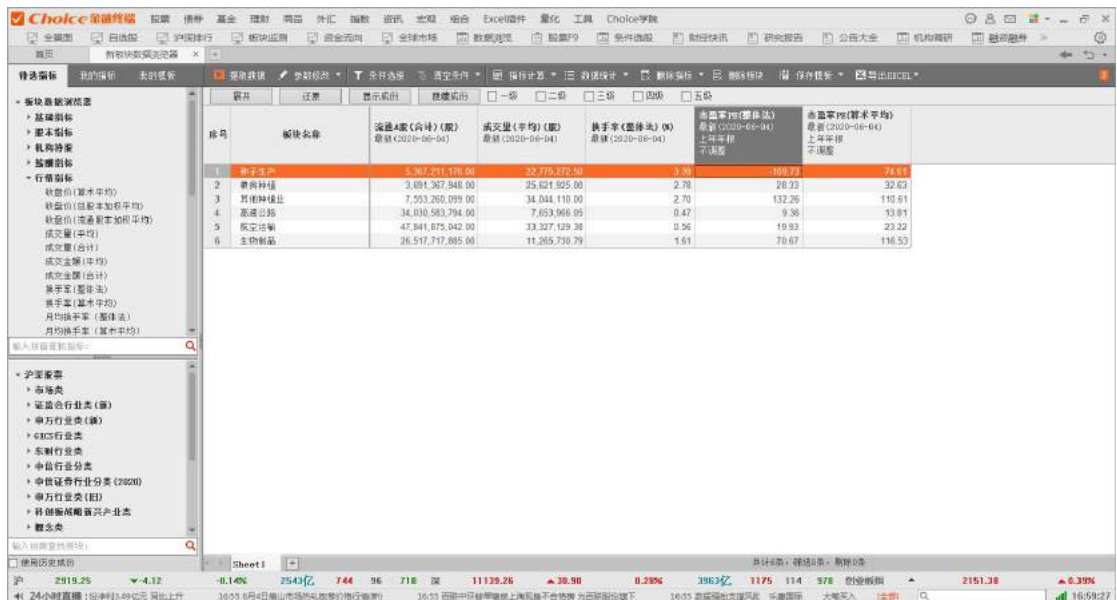 Choice金融终端 股票 债券 基金 理财 商品 外汇 指数 资讯 宏观 组合 Excel插件 量化 工具 Choice学院
全景图 自选股 沪深排行 板块监测 资金流向 全球市场 数据浏览 股票F9 条件选股 财经快讯 研究报告 公告大全 机构调研 融资融券
首页 新板块数据浏览器
待选指标 我的指标 我的模板 提取数据 参数修改 条件选股 清空条件 指标计算 数据统计 删除指标 删除板块 保存模板 导出EXCEL
展开 还原 显示成份 隐藏成份 一级 二级 三级 四级 五级
板块数据浏览器
基础指标
股本指标
机构持股
行情指标
收盘价(算术平均)
收盘价(总股本加权平均)
收盘价(流通股本加权平均)
成交量(平均)
成交量(合计)
成交金额(平均)
成交金额(合计)
换手率(整体法)
换手率(算术平均)
月均换手率 (整体法)
月均换手率 (算术平均)
序号 板块名称 流通A股(合计)(股) 成交量(平均)(股) 换手率(整体法)(%) 市盈率PE(整体法) 市盈率PE(算术平均)
最新(2020-06-04) 最新(2020-06-04) 最新(2020-06-04) 最新(2020-06-04) 最新(2020-06-04)
上年年报 上年年报
不调整 不调整
1 种子生产 5,367,211,170.00 22,775,272.50 3.39 -109.73 74.61
2 粮食种植 3,691,367,948.00 25,621,925.00 2.78 28.33 32.63
3 其他种植业 7,553,260,099.00 34,044,110.00 2.70 132.26 110.61
4 高速公路 34,030,583,794.00 7,653,966.05 0.47 9.36 13.81
5 航空运输 47,841,875,042.00 33,327,129.38 0.56 19.93 23.22
6 生物制品 26,517,717,885.00 11,265,730.79 1.61 70.67 116.53
沪深股票
市场类
证监会行业类(新)
申万行业类(新)
GICS行业类
东财行业类
中信行业分类
中信证券行业分类(2020)
申万行业类(旧)
科创板战略新兴产业类
概念类
使用历史成份 Sheet1 共计6条, 筛选0条, 删除0条
沪 2919.25 -4.12 -0.14% 2543亿 744 96 718 深 11139.26 30.90 0.28% 3963亿 1175 114 978 创业板指 2151.38 0.39%
24小时直播 大笔买入 [全部] 16:59:27